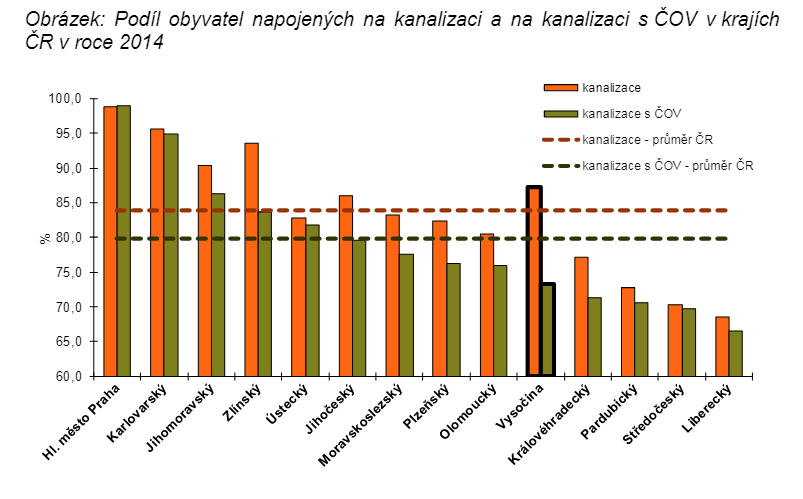 Obrázek: Podíl obyvatel napojených na kanalizaci a na kanalizaci s ČOV v krajích
ČR v roce 2014
kanalizace
kanalizace s ČOV
kanalizace - průměr ČR
kanalizace s ČOV - průměr ČR
%
100,0
95,0
90,0
85,0
80,0
75,0
70,0
65,0
60,0
Hl. město Praha
Karlovarský
Jihomoravský
Zlínský
Ústecký
Jihočeský
Moravskoslezský
Plzeňský
Olomoucký
Vysočina
Královéhradecký
Pardubický
Středočeský
Liberecký